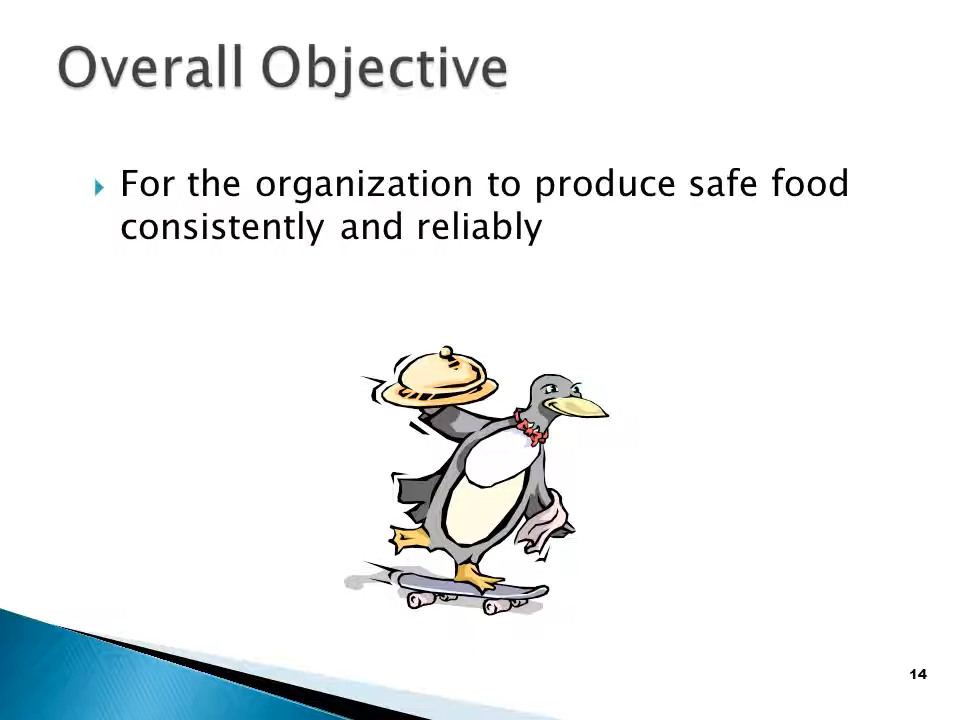 Overall Objective
For the organization to produce safe food
consistently and reliably
14